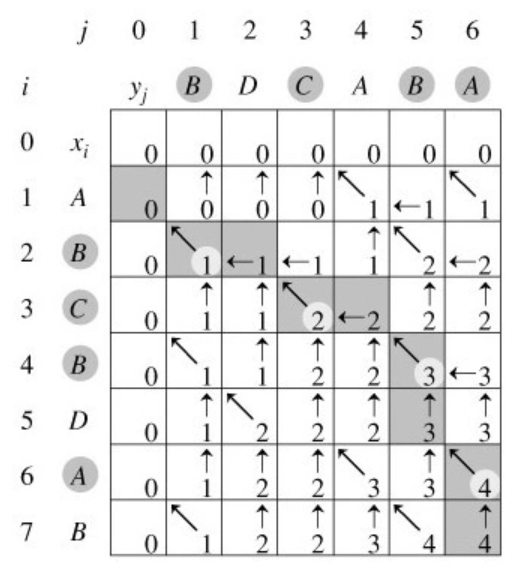 j 0 1 2 3 4 5 6
i yj B D C A B A
0 xi 0 0 0 0 0 0 0
1 A 0 ↑0 ↑0 ↑0 ↖1 ←1 ↖1
2 B 0 ↖1 ←1 ←1 ↑1 ↖2 ←2
3 C 0 ↑1 ↑1 ↖2 ←2 ↑2 ↑2
4 B 0 ↖1 ↑1 ↑2 ↑2 ↖3 ←3
5 D 0 ↑1 ↖2 ↑2 ↑2 ↑3 ↑3
6 A 0 ↑1 ↑2 ↑2 ↖3 ↑3 ↖4
7 B 0 ↖1 ↑2 ↑2 ↑3 ↖4 ↑4